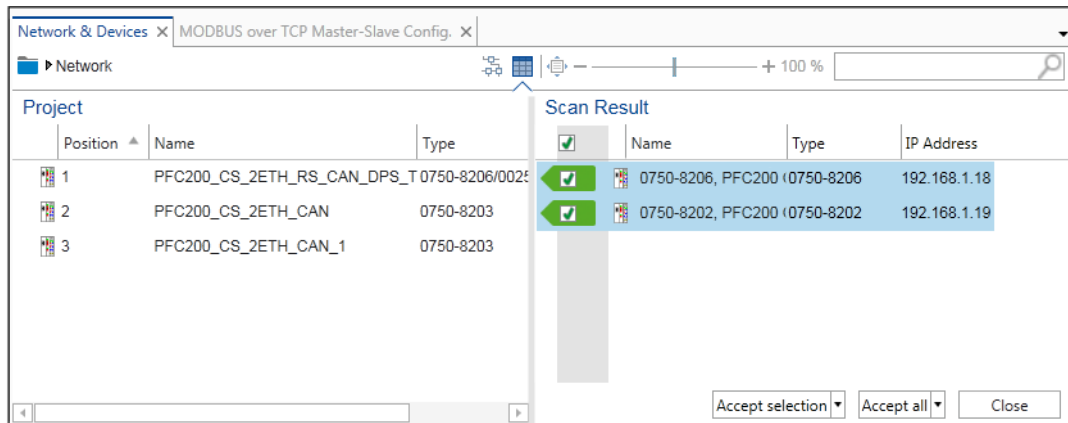 Network & Devices X MODBUS over TCP Master-Slave Config. X
Network 100 %
Project
Position Name Type
1 PFC200_CS_2ETH_RS_CAN_DPS_T 0750-8206/0025
2 PFC200_CS_2ETH_CAN 0750-8203
3 PFC200_CS_2ETH_CAN_1 0750-8203
Scan Result
Name Type IP Address
0750-8206, PFC200 ( 0750-8206 192.168.1.18
0750-8202, PFC200 ( 0750-8202 192.168.1.19
Accept selection Accept all Close